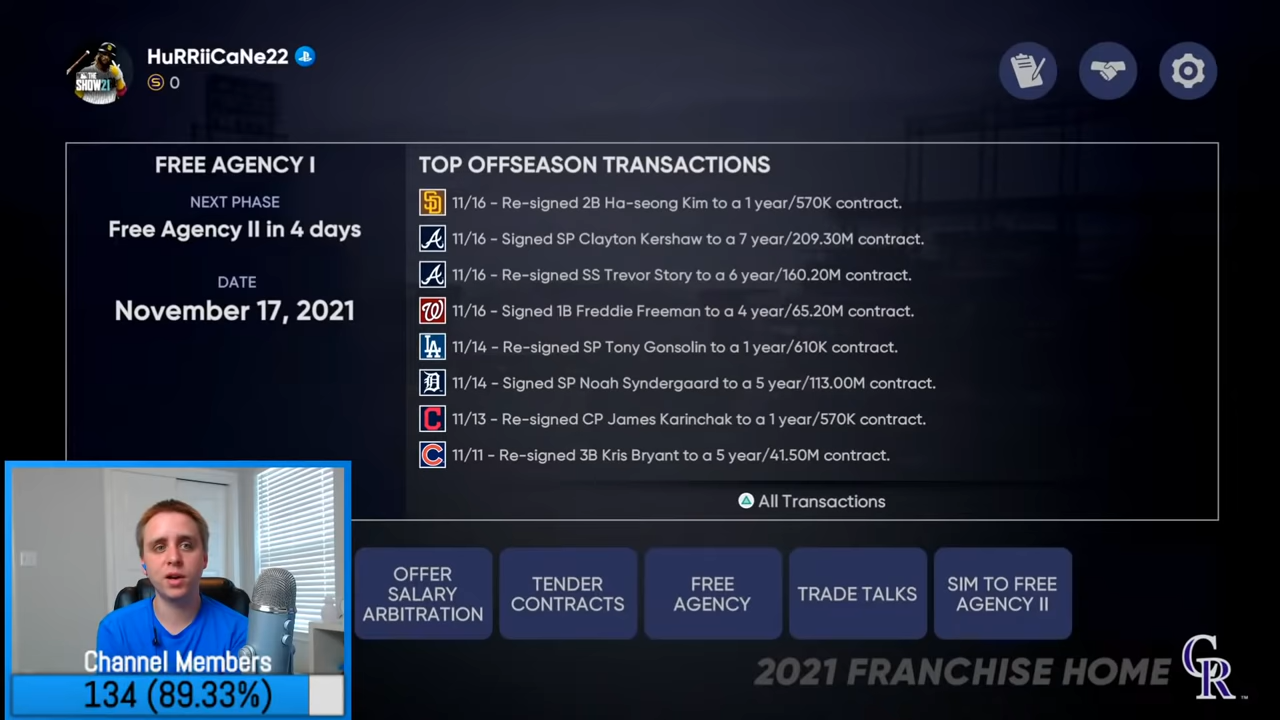 HuRRiiCaNe22
THE
SHOW21
S 0
FREE AGENCY I
NEXT PHASE
Free Agency II in 4 days
DATE
November 17, 2021
TOP OFFSEASON TRANSACTIONS
SD 11/16 - Re-signed 2B Ha-seong Kim to a 1 year/570K contract.
A 11/16 - Signed SP Clayton Kershaw to a 7 year/209.30M contract.
A 11/16 - Re-signed SS Trevor Story to a 6 year/160.20M contract.
W 11/16 - Signed 1B Freddie Freeman to a 4 year/65.20M contract.
LA 11/14 - Re-signed SP Tony Gonsolin to a 1 year/610K contract.
D 11/14 - Signed SP Noah Syndergaard to a 5 year/113.00M contract.
C 11/13 - Re-signed CP James Karinchak to a 1 year/570K contract.
C 11/11 - Re-signed 3B Kris Bryant to a 5 year/41.50M contract.
All Transactions
OFFER
SALARY
ARBITRATION
TENDER
CONTRACTS
FREE
AGENCY
TRADE TALKS
SIM TO FREE
AGENCY II
2021 FRANCHISE HOME
CR
TM
Channel Members
134 (89.33%)